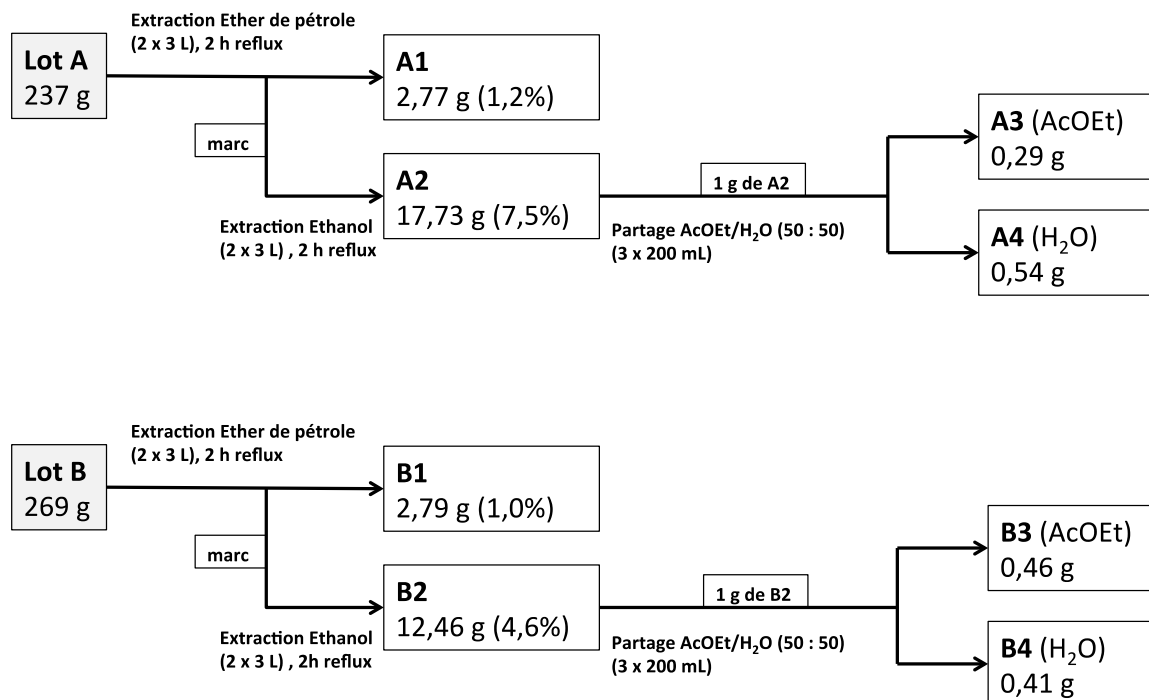 Extraction Ether de pétrole
(2 x 3 L), 2 h reflux
Lot A
237 g
A1
2,77 g (1,2%)
marc
A2
17,73 g (7,5%)
Extraction Ethanol
(2 x 3 L) , 2 h reflux
1 g de A2
Partage AcOEt/H₂O (50 : 50)
(3 x 200 mL)
A3 (AcOEt)
0,29 g
A4 (H₂O)
0,54 g
Extraction Ether de pétrole
(2 x 3 L), 2 h reflux
Lot B
269 g
B1
2,79 g (1,0%)
marc
B2
12,46 g (4,6%)
Extraction Ethanol
(2 x 3 L) , 2h reflux
1 g de B2
Partage AcOEt/H₂O (50 : 50)
(3 x 200 mL)
B3 (AcOEt)
0,46 g
B4 (H₂O)
0,41 g